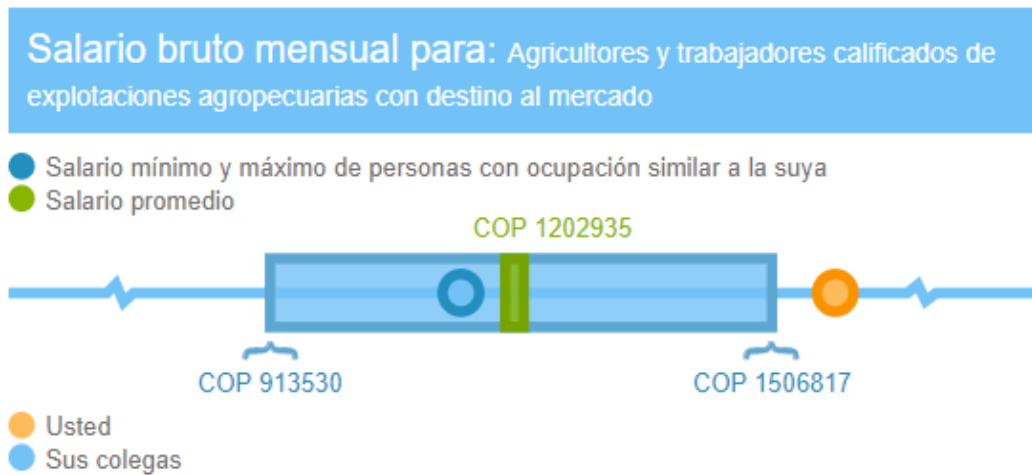 Salario bruto mensual para: Agricultores y trabajadores calificados de
explotaciones agropecuarias con destino al mercado
Salario mínimo y máximo de personas con ocupación similar a la suya
Salario promedio
COP 1202935
COP 913530
COP 1506817
Usted
Sus colegas